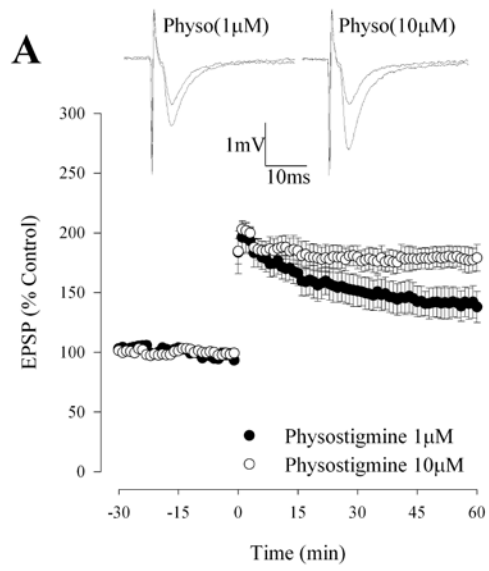 A
Physo(1μM)
Physo(10μM)
1mV
10ms
300
250
200
150
100
50
0
EPSP (% Control)
Physostigmine 1μM
Physostigmine 10μM
-30
-15
0
15
30
45
60
Time (min)